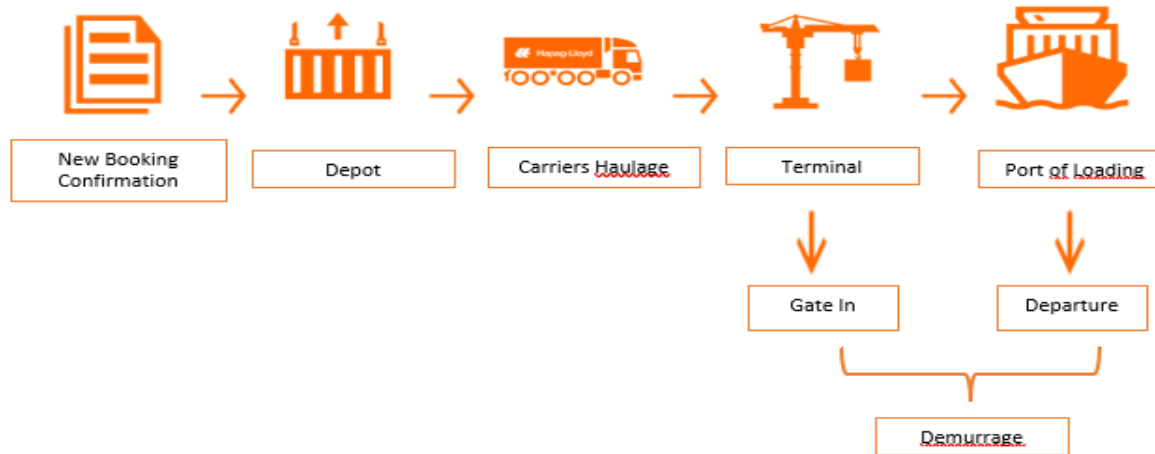 Hapag-Lloyd
New Booking
Confirmation
Depot
Carriers Haulage
Terminal
Port of Loading
Gate In
Departure
Demurrage